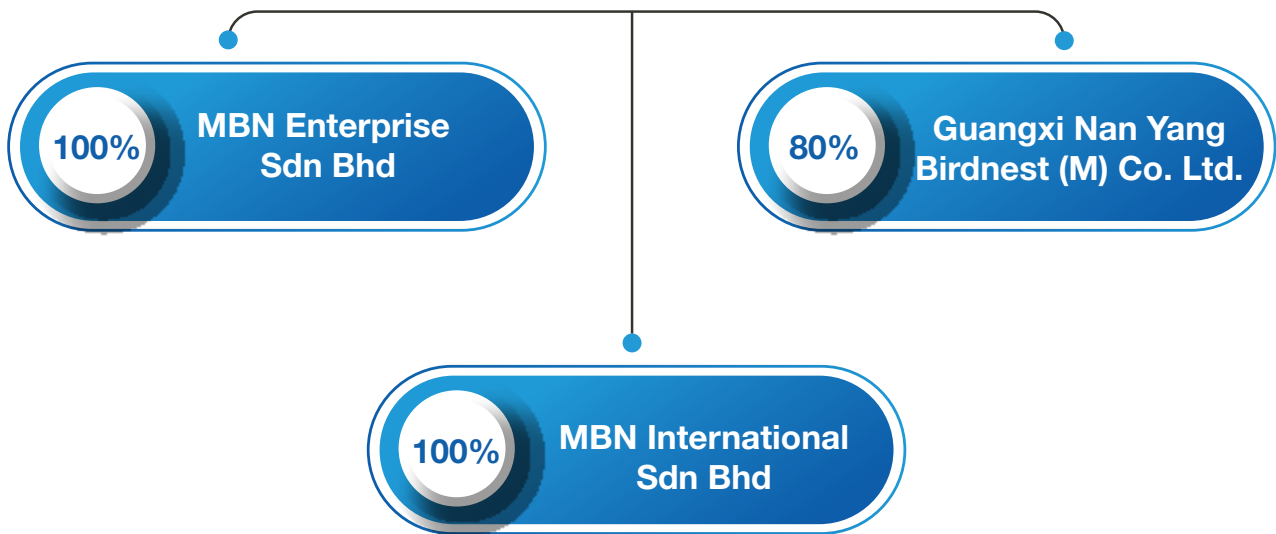 100%
MBN Enterprise
Sdn Bhd
80%
Guangxi Nan Yang
Birdnest (M) Co. Ltd.
100%
MBN International
Sdn Bhd